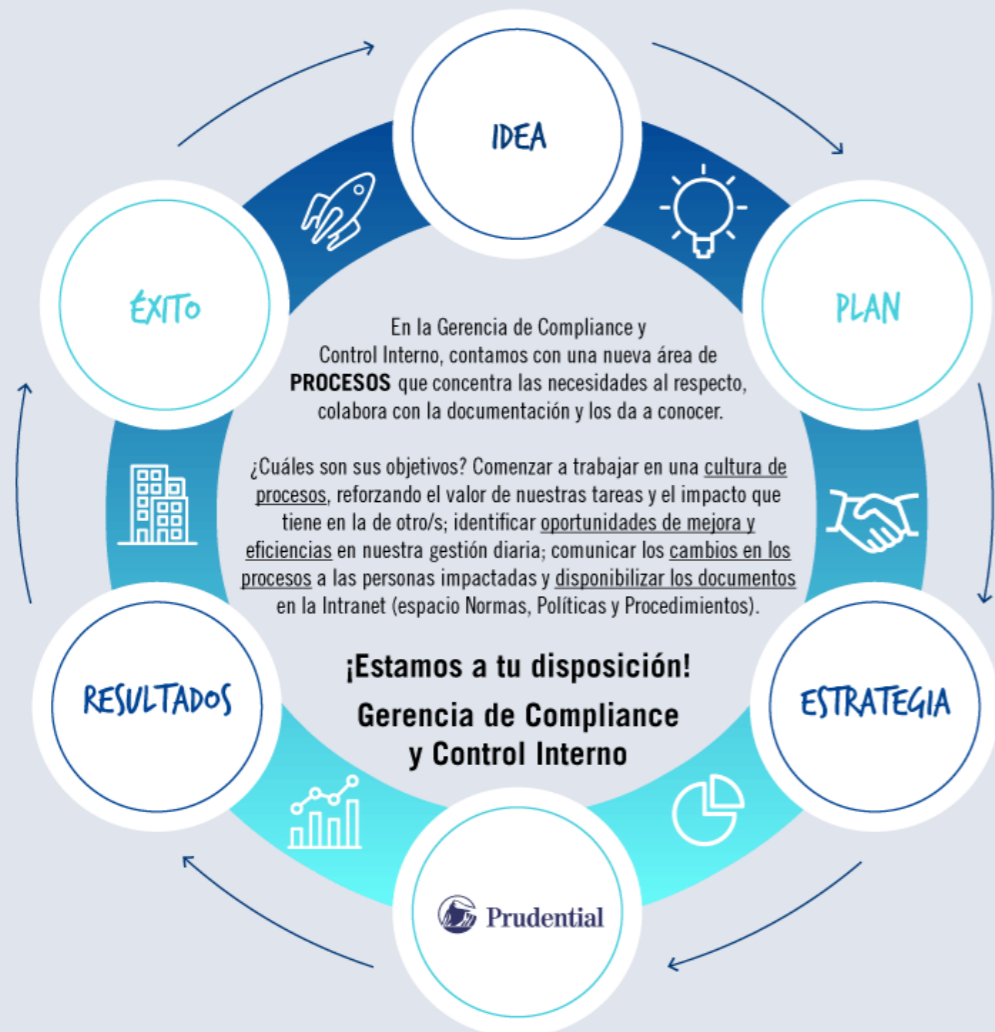 IDEA
ÉXITO
PLAN
En la Gerencia de Compliance y
Control Interno, contamos con una nueva área de
PROCESOS que concentra las necesidades al respecto,
colabora con la documentación y los da a conocer.
¿Cuáles son sus objetivos? Comenzar a trabajar en una cultura de
procesos, reforzando el valor de nuestras tareas y el impacto que
tiene en la de otro/s; identificar oportunidades de mejora y
eficiencias en nuestra gestión diaria; comunicar los cambios en los
procesos a las personas impactadas y disponibilizar los documentos
en la Intranet (espacio Normas, Políticas y Procedimientos).
¡Estamos a tu disposición!
Gerencia de Compliance
y Control Interno
RESULTADOS
ESTRATEGIA
Prudential